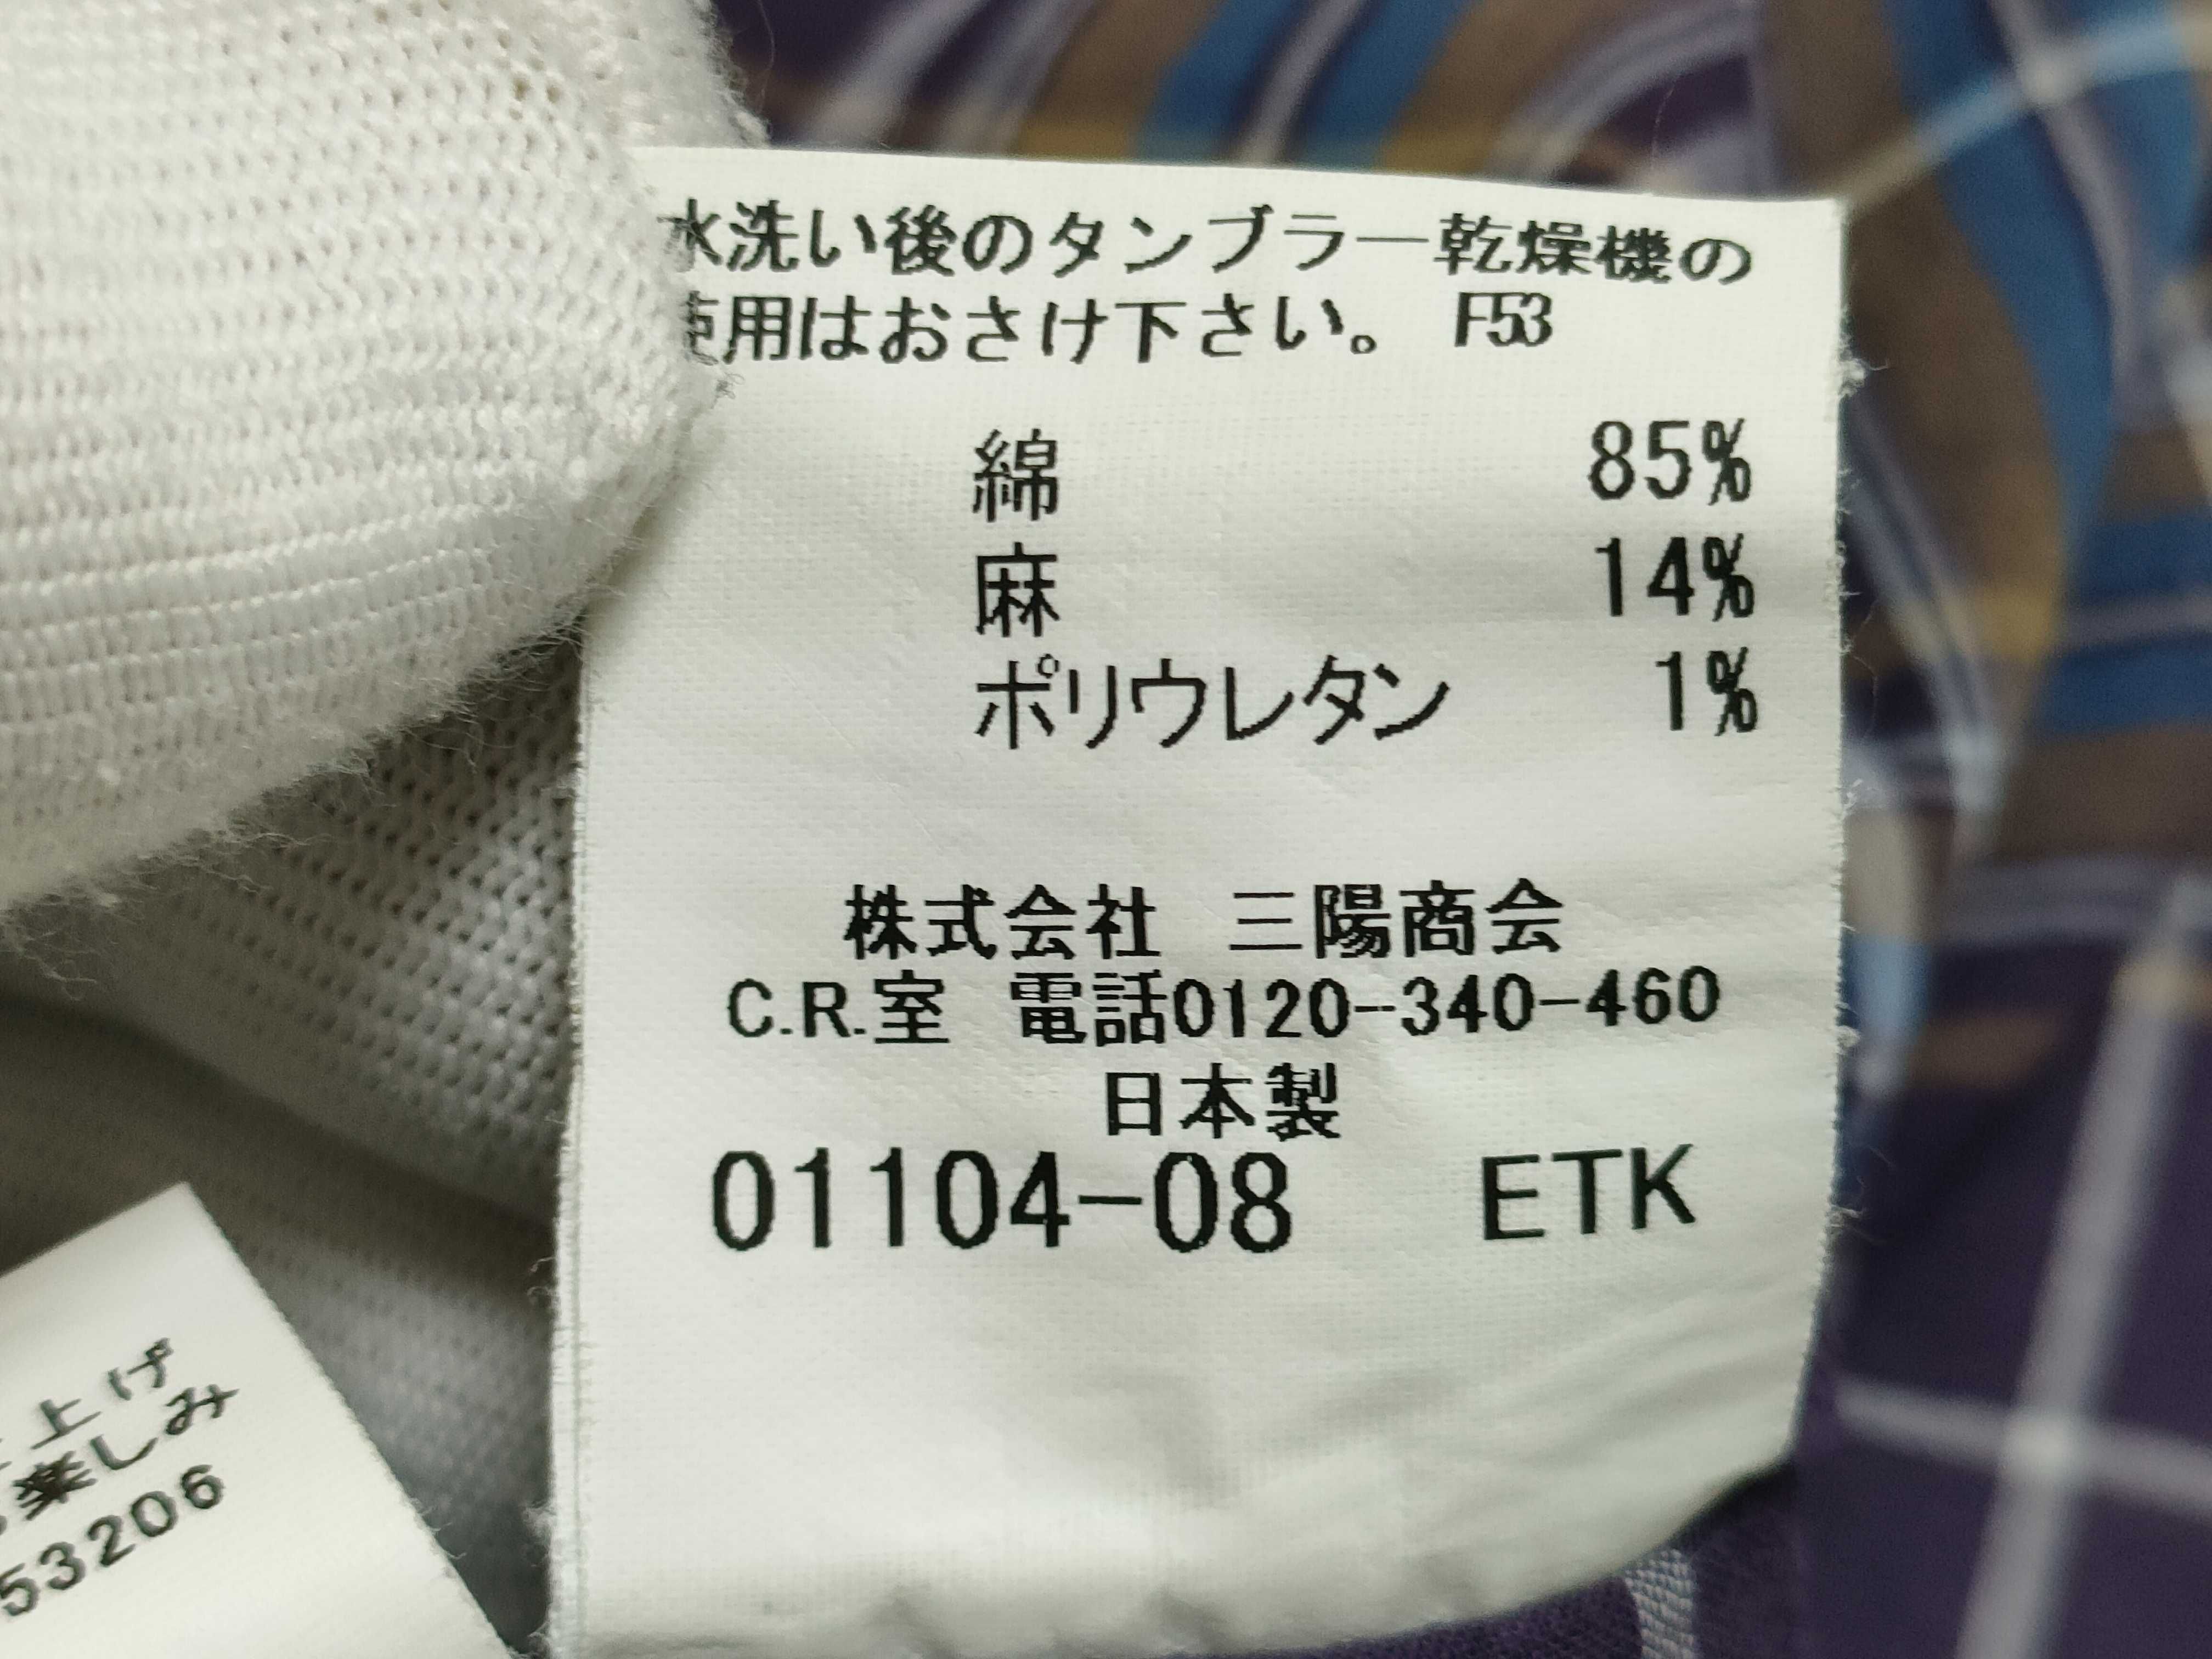 水洗い後のタンブラー乾燥機の
使用はおさけ下さい。 F53
綿 85%
麻 14%
ポリウレタン 1%
株式会社 三陽商会
C.R.室 電話0120-340-460
日本製
01104-08 ETK
上げ
楽しみ
53206